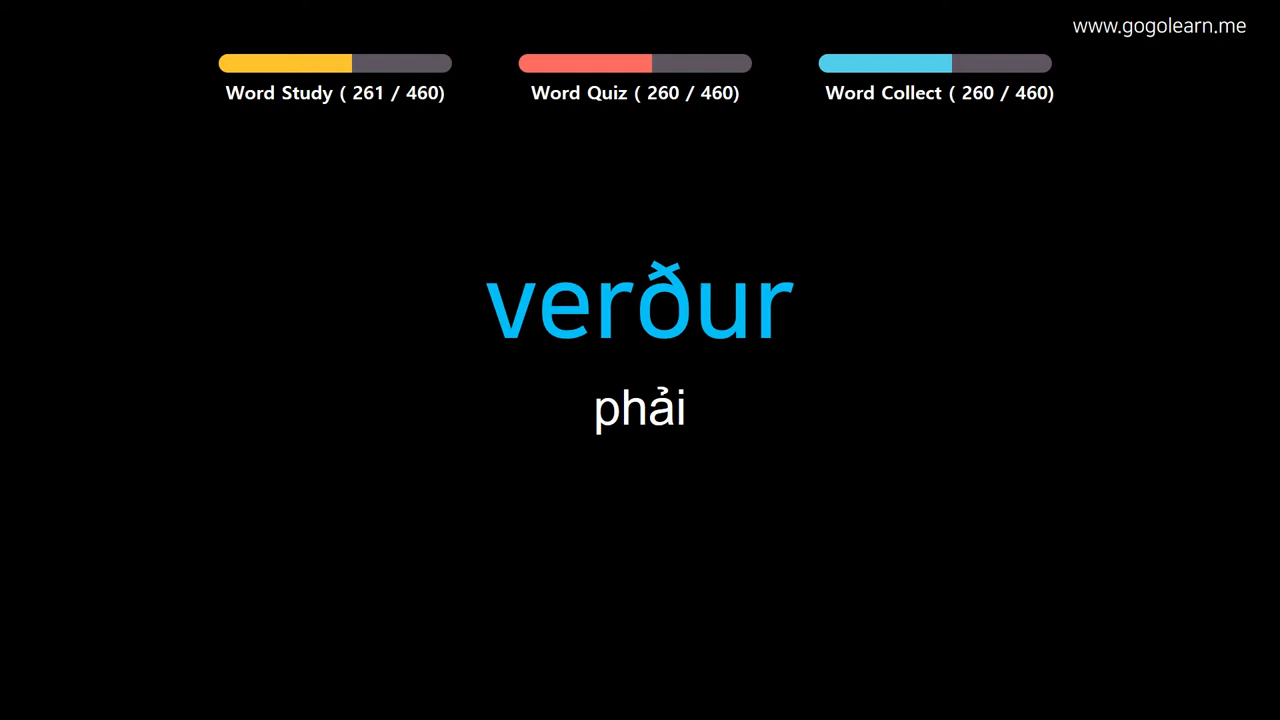 www.gogolearn.me
Word Study ( 261 / 460)
Word Quiz ( 260 / 460)
Word Collect ( 260 / 460)
verður
phải